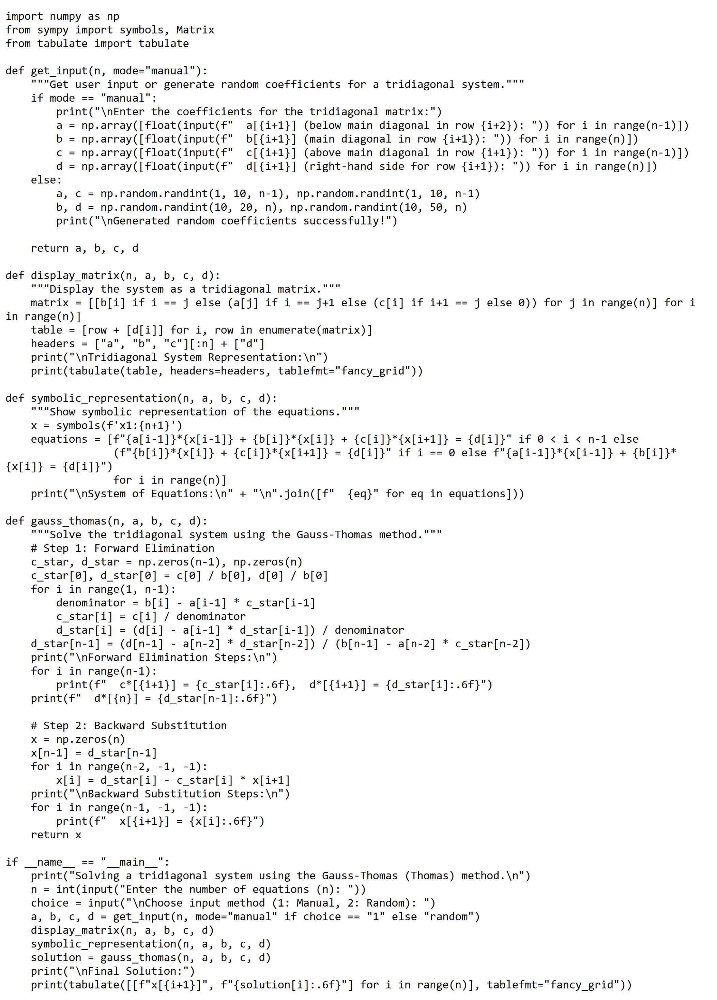 import numpy as np
from sympy import symbols, Matrix
from tabulate import tabulate

def get_input(n, mode="manual"):
    """Get user input or generate random coefficients for a tridiagonal system."""
    if mode == "manual":
        print("\nEnter the coefficients for the tridiagonal matrix:")
        a = np.array([float(input(f"  a[{i+1}] (below main diagonal in row {i+2}): ")) for i in range(n-1)])
        b = np.array([float(input(f"  b[{i+1}] (main diagonal in row {i+1}): ")) for i in range(n)])
        c = np.array([float(input(f"  c[{i+1}] (above main diagonal in row {i+1}): ")) for i in range(n-1)])
        d = np.array([float(input(f"  d[{i+1}] (right-hand side for row {i+1}): ")) for i in range(n)])
    else:
        a, c = np.random.randint(1, 10, n-1), np.random.randint(1, 10, n-1)
        b, d = np.random.randint(10, 20, n), np.random.randint(10, 50, n)
        print("\nGenerated random coefficients successfully!")

    return a, b, c, d

def display_matrix(n, a, b, c, d):
    """Display the system as a tridiagonal matrix."""
    matrix = [[b[i] if i == j else (a[j] if i == j+1 else (c[i] if i+1 == j else 0)) for j in range(n)] for i
in range(n)]
    table = [row + [d[i]] for i, row in enumerate(matrix)]
    headers = ["a", "b", "c"][:n] + ["d"]
    print("\nTridiagonal System Representation:\n")
    print(tabulate(table, headers=headers, tablefmt="fancy_grid"))

def symbolic_representation(n, a, b, c, d):
    """Show symbolic representation of the equations."""
    x = symbols(f'x1:{n+1}')
    equations = [f"{a[i-1]}*{x[i-1]} + {b[i]}*{x[i]} + {c[i]}*{x[i+1]} = {d[i]}" if 0 < i < n-1 else
                 (f"{b[i]}*{x[i]} + {c[i]}*{x[i+1]} = {d[i]}" if i == 0 else f"{a[i-1]}*{x[i-1]} + {b[i]}*
{x[i]} = {d[i]}")
                 for i in range(n)]
    print("\nSystem of Equations:\n" + "\n".join([f"  {eq}" for eq in equations]))

def gauss_thomas(n, a, b, c, d):
    """Solve the tridiagonal system using the Gauss-Thomas method."""
    # Step 1: Forward Elimination
    c_star, d_star = np.zeros(n-1), np.zeros(n)
    c_star[0], d_star[0] = c[0] / b[0], d[0] / b[0]
    for i in range(1, n-1):
        denominator = b[i] - a[i-1] * c_star[i-1]
        c_star[i] = c[i] / denominator
        d_star[i] = (d[i] - a[i-1] * d_star[i-1]) / denominator
    d_star[n-1] = (d[n-1] - a[n-2] * d_star[n-2]) / (b[n-1] - a[n-2] * c_star[n-2])
    print("\nForward Elimination Steps:\n")
    for i in range(n-1):
        print(f"  c*[{i+1}] = {c_star[i]:.6f},  d*[{i+1}] = {d_star[i]:.6f}")
    print(f"  d*[{n}] = {d_star[n-1]:.6f}")

    # Step 2: Backward Substitution
    x = np.zeros(n)
    x[n-1] = d_star[n-1]
    for i in range(n-2, -1, -1):
        x[i] = d_star[i] - c_star[i] * x[i+1]
    print("\nBackward Substitution Steps:\n")
    for i in range(n-1, -1, -1):
        print(f"  x[{i+1}] = {x[i]:.6f}")
    return x

if __name__ == "__main__":
    print("Solving a tridiagonal system using the Gauss-Thomas (Thomas) method.\n")
    n = int(input("Enter the number of equations (n): "))
    choice = input("\nChoose input method (1: Manual, 2: Random): ")
    a, b, c, d = get_input(n, mode="manual" if choice == "1" else "random")
    display_matrix(n, a, b, c, d)
    symbolic_representation(n, a, b, c, d)
    solution = gauss_thomas(n, a, b, c, d)
    print("\nFinal Solution:")
    print(tabulate([[f"x[{i+1}]", f"{solution[i]:.6f}"] for i in range(n)], tablefmt="fancy_grid"))